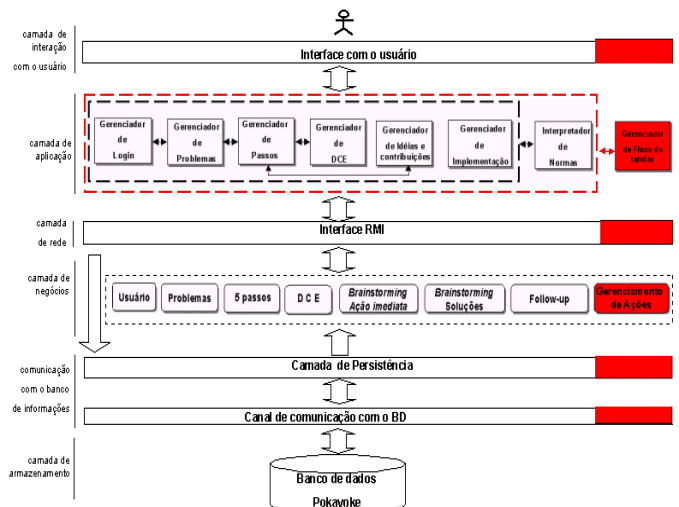 camada de
interação
com o usuário
Interface com o usuário
camada de
aplicação
Gerenciador
de
Login
Gerenciador
de
Problemas
Gerenciador
de
Passos
Gerenciador
de
DCE
Gerenciador
de Idéias e
contribuições
Gerenciador
de
Implementação
Interpretador
de
Normas
Gerenciador
de Fluxo de
tarefas
camada
de rede
Interface RMI
camada de
negócios
Usuário
Problemas
5 passos
D C E
Brainstorming
Ação imediata
Brainstorming
Soluções
Follow-up
Gerenciamento
de Ações
comunicação
com o banco
de informações
Camada de Persistência
Canal de comunicação com o BD
camada de
armazenamento
Banco de dados
Pokayoke